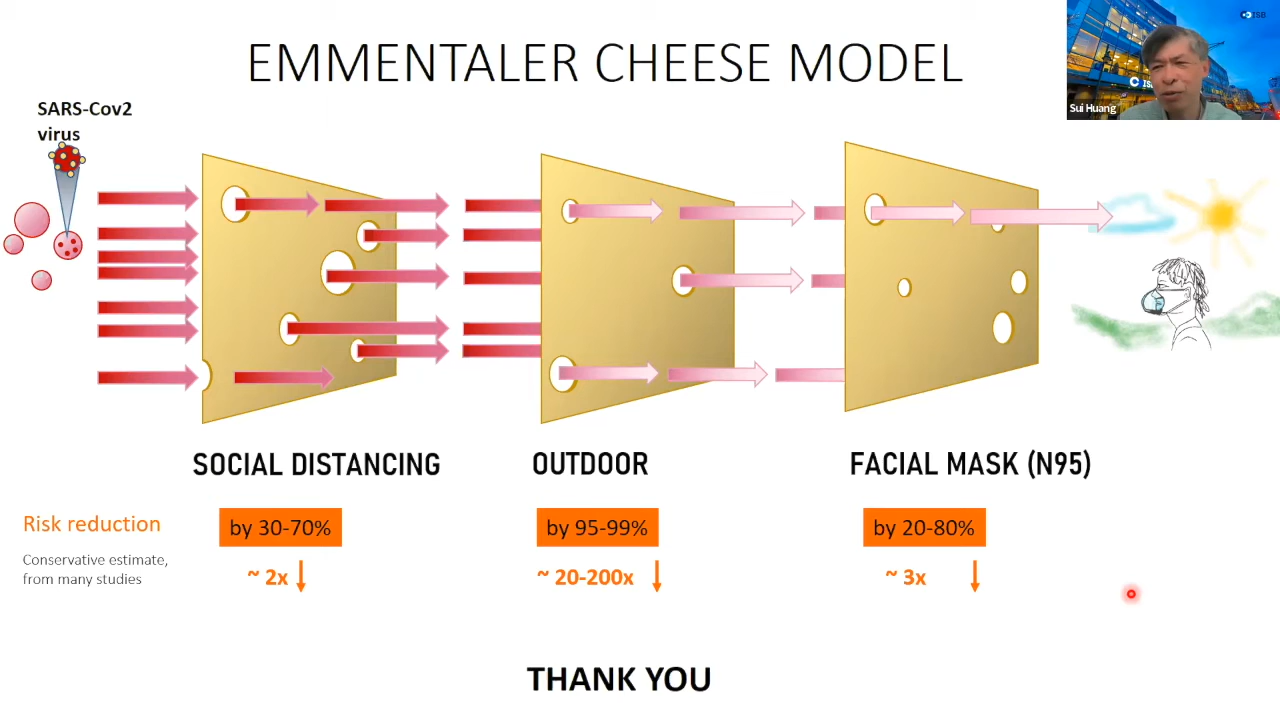 EMMENTALER CHEESE MODEL
ISB
Sui Huang
SARS-Cov2
virus
SOCIAL DISTANCING
OUTDOOR
FACIAL MASK (N95)
Risk reduction
by 30-70%
by 95-99%
by 20-80%
Conservative estimate,
from many studies
~ 2x
~ 20-200x
~ 3x
THANK YOU